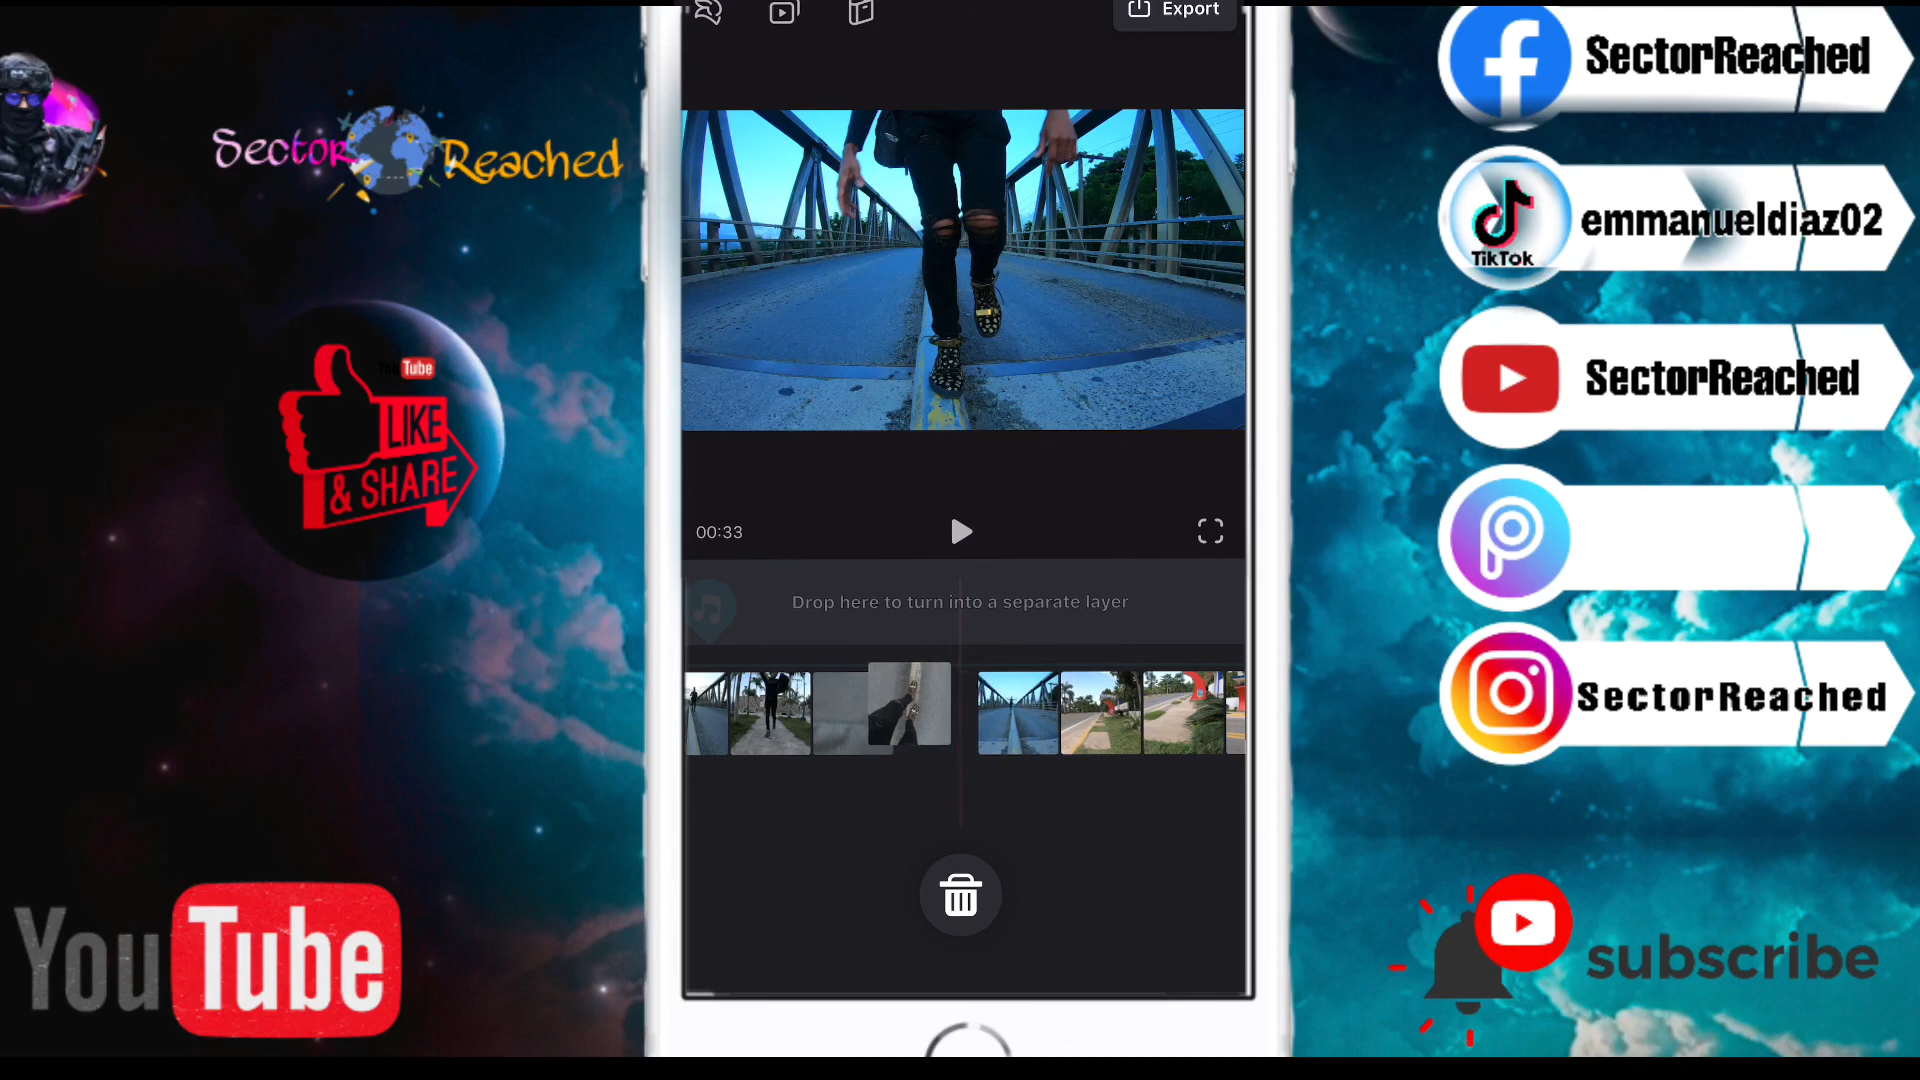 Export
Sector Reached
YouTube
LIKE
& SHARE
YouTube
00:33
Drop here to turn into a separate layer
SectorReached
TikTok
emmanueldiaz02
SectorReached
SectorReached
subscribe